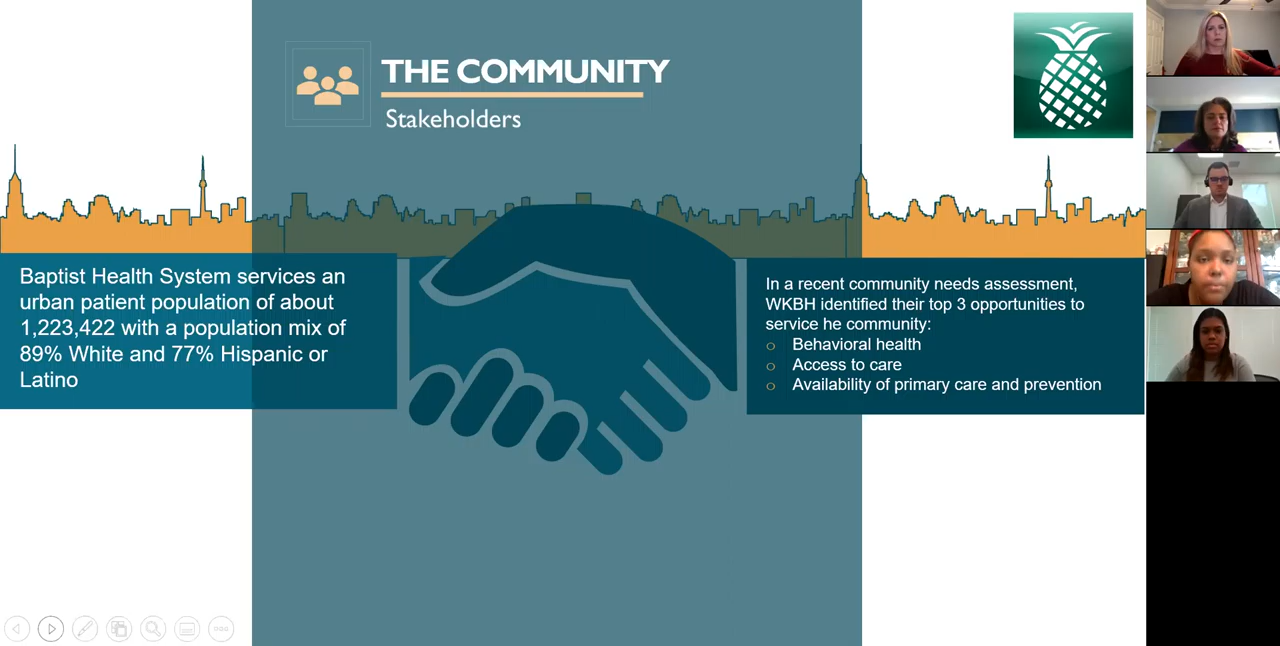 THE COMMUNITY
Stakeholders
Baptist Health System services an
urban patient population of about
1,223,422 with a population mix of
89% White and 77% Hispanic or
Latino
In a recent community needs assessment,
WKBH identified their top 3 opportunities to
service he community:
o Behavioral health
o Access to care
o Availability of primary care and prevention